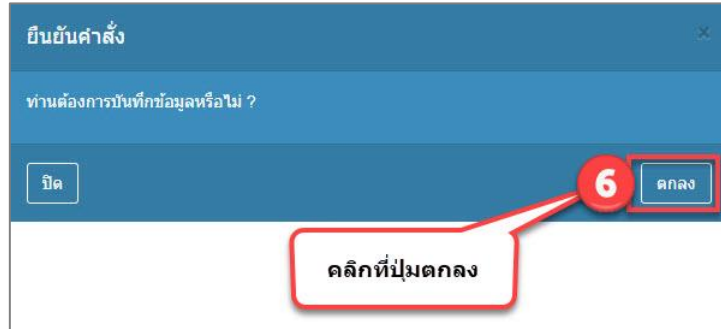 ยืนยันคำสั่ง ×
ท่านต้องการบันทึกข้อมูลหรือไม่ ?
ปิด 6 ตกลง
คลิกที่ปุ่มตกลง